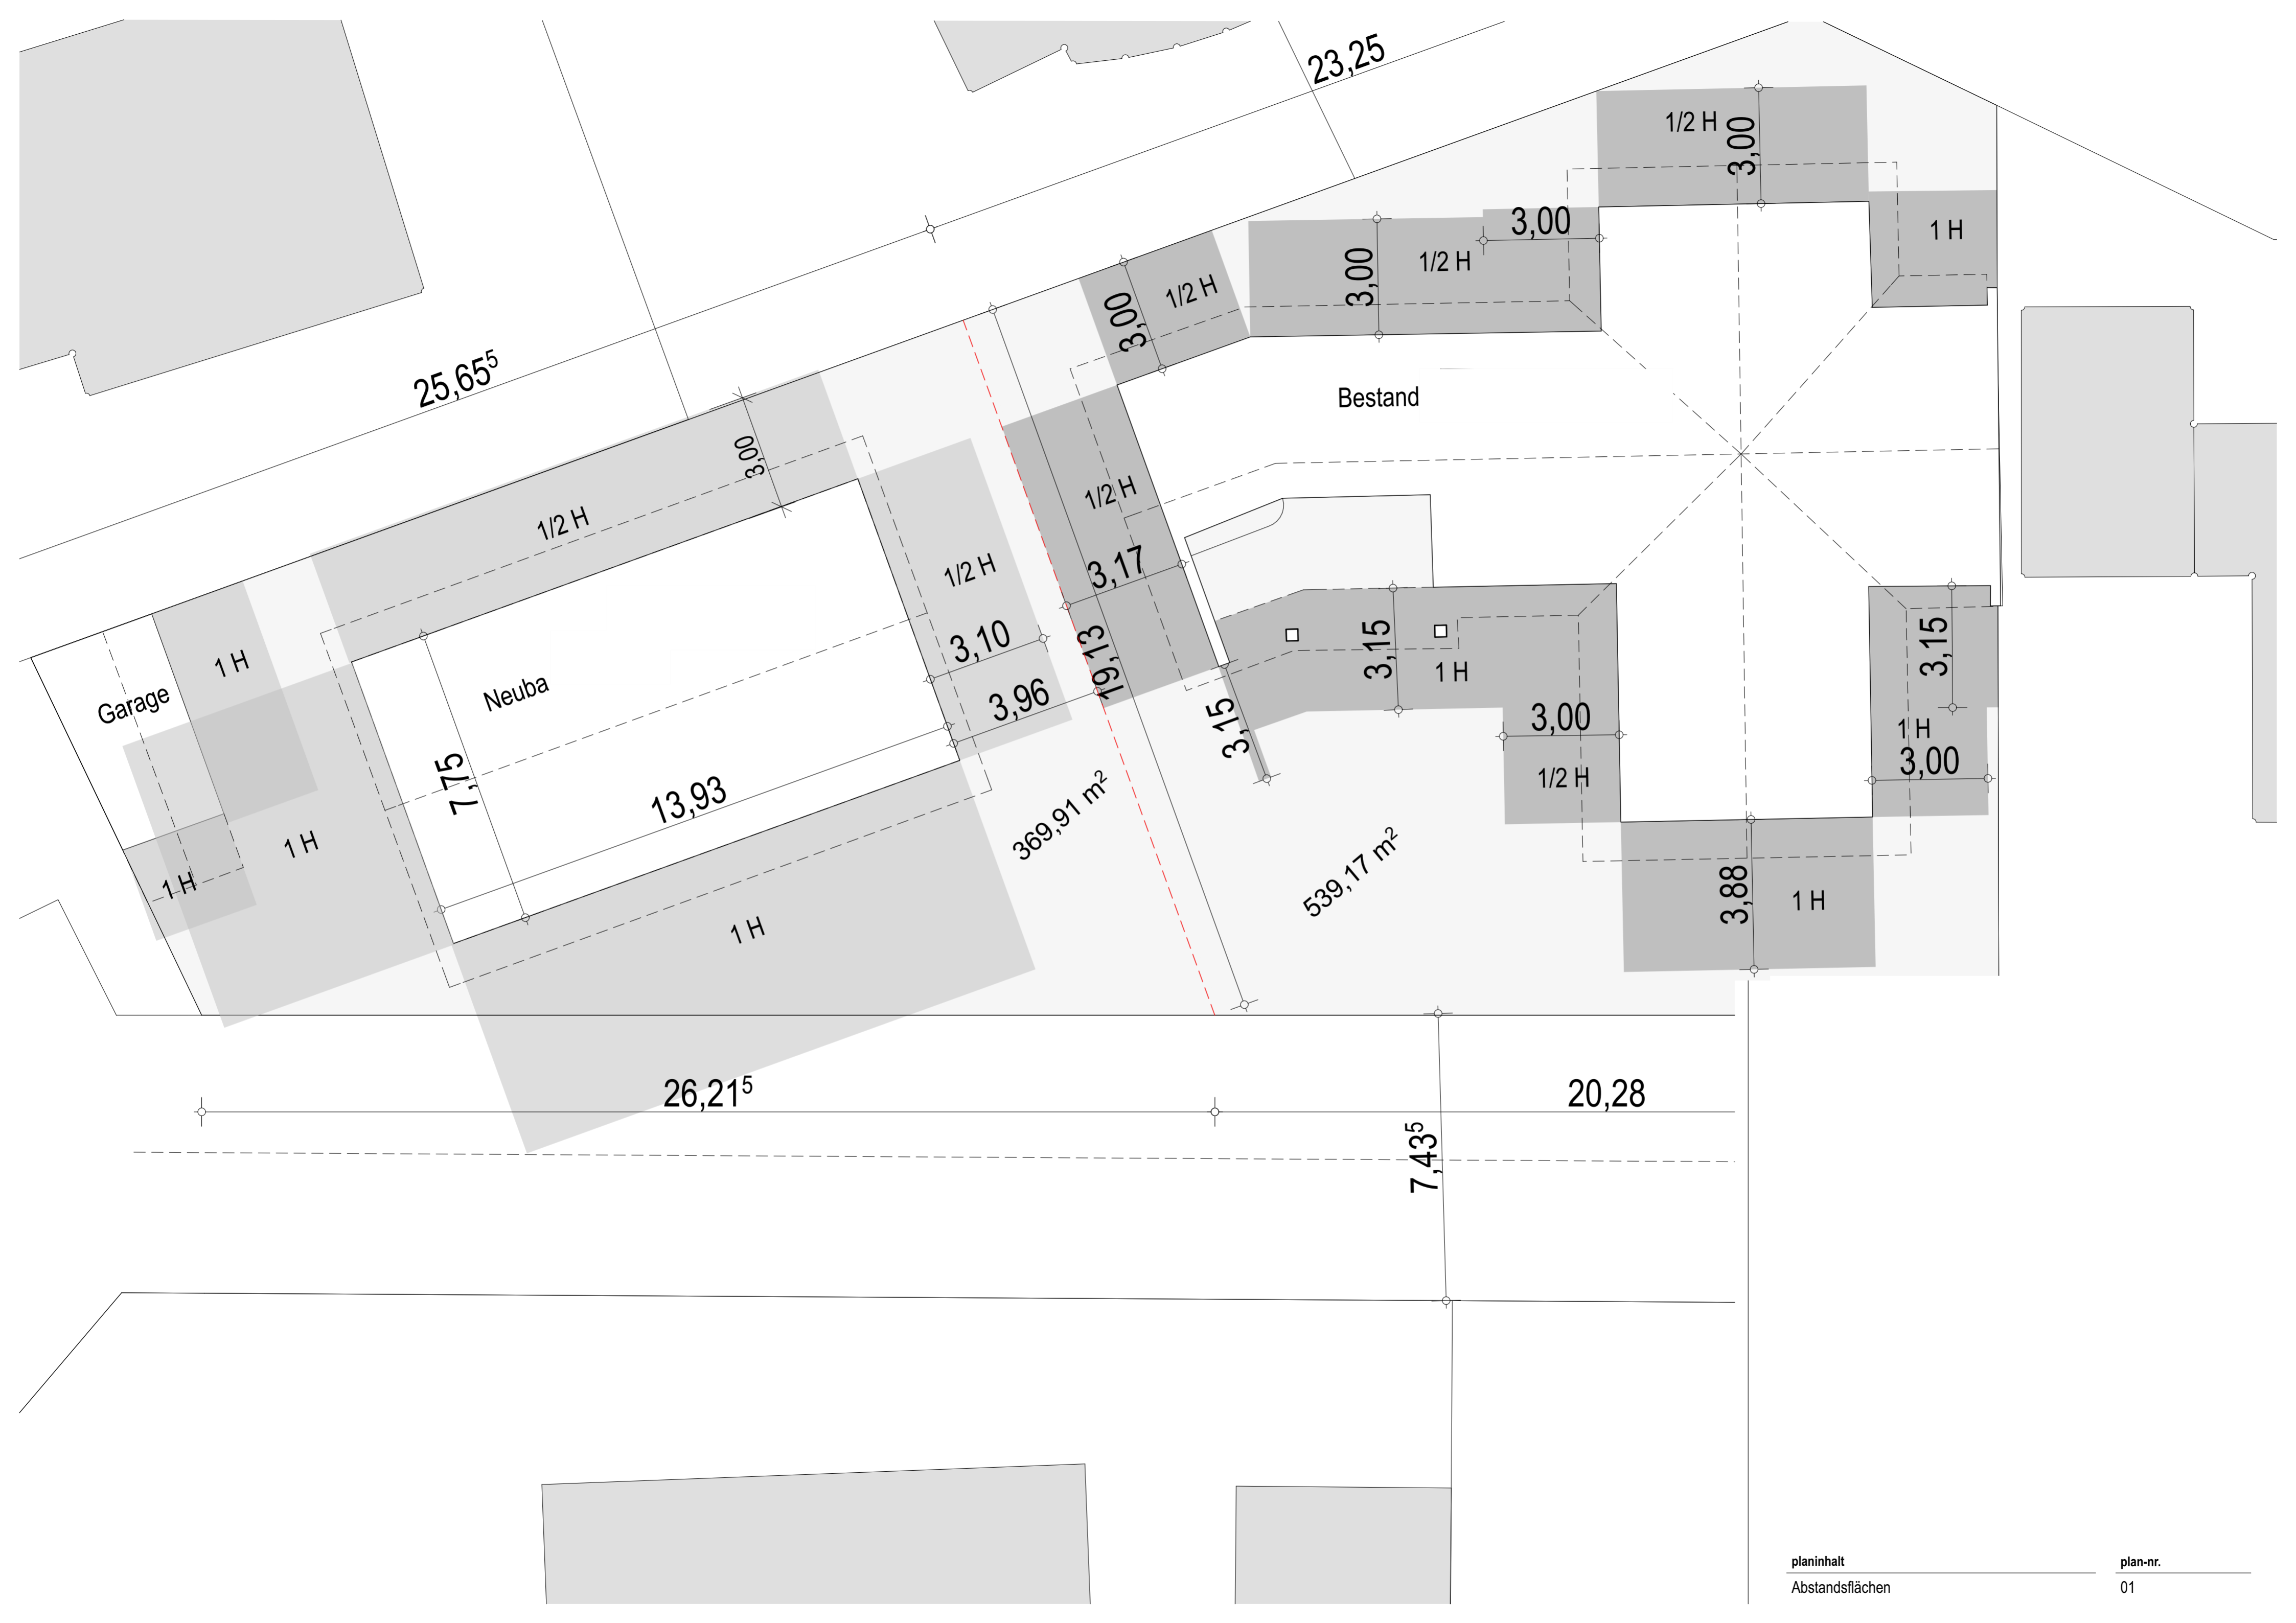 23,25
1/2 H
3,00
3,00
1 H
1/2 H
3,00
1/2 H
3,00
25,65⁵
Bestand
3,00
1/2 H
1/2 H
1/2 H
3,17
3,10
19,13
3,15
3,15
1 H
1 H
Garage
Neubau
3,96
3,15
3,00
1 H
3,00
7,75
13,93
1/2 H
369,91 m²
539,17 m²
1 H
1 H
3,88
1 H
1 H
26,21⁵
20,28
7,43⁵
planinhalt
plan-nr.
Abstandsflächen
01